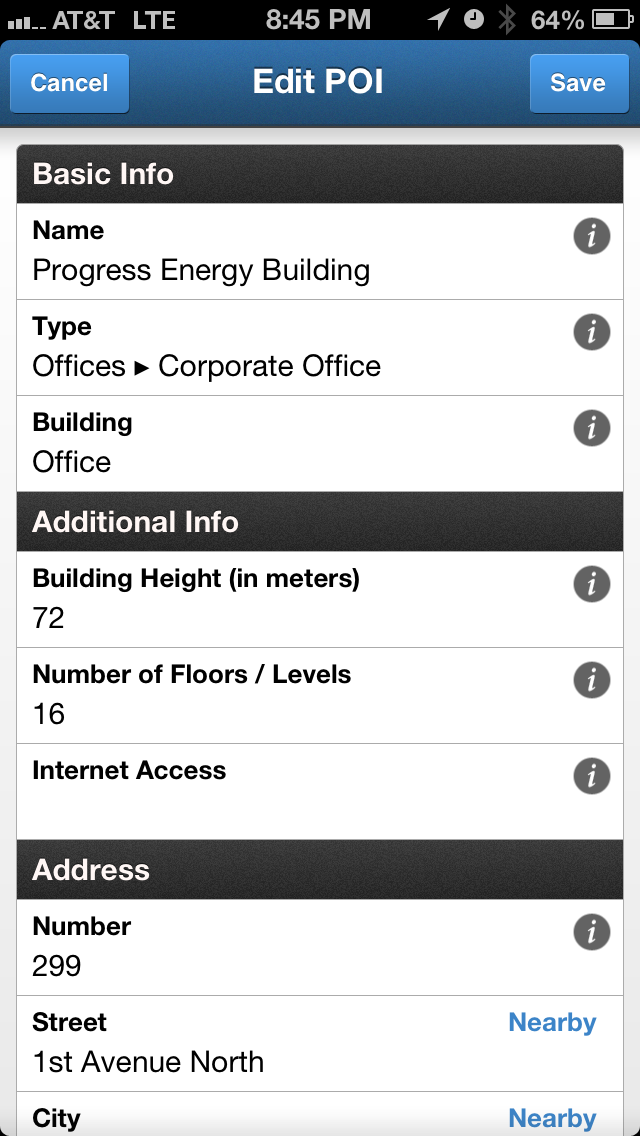 AT&T LTE 8:45 PM 64%
Cancel Edit POI Save
Basic Info
Name
Progress Energy Building
Type
Offices ▸ Corporate Office
Building
Office
Additional Info
Building Height (in meters)
72
Number of Floors / Levels
16
Internet Access
Address
Number
299
Street Nearby
1st Avenue North
City Nearby